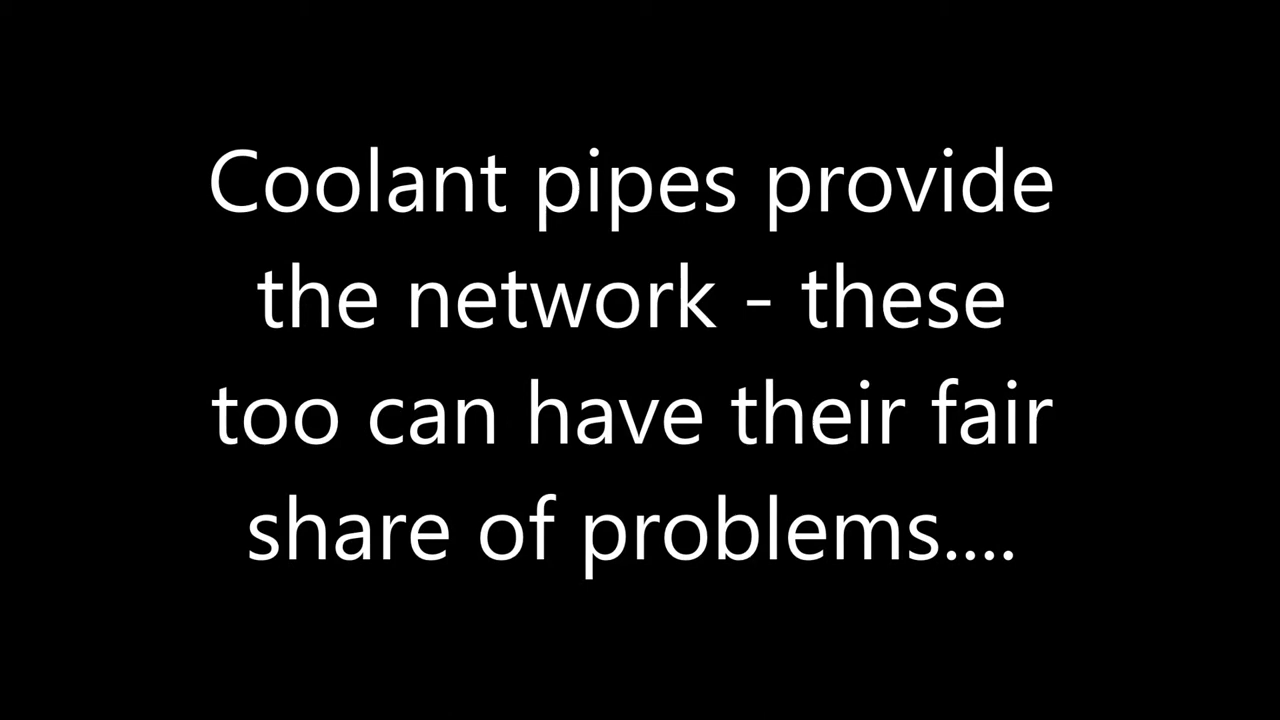 Coolant pipes provide
the network - these
too can have their fair
share of problems....